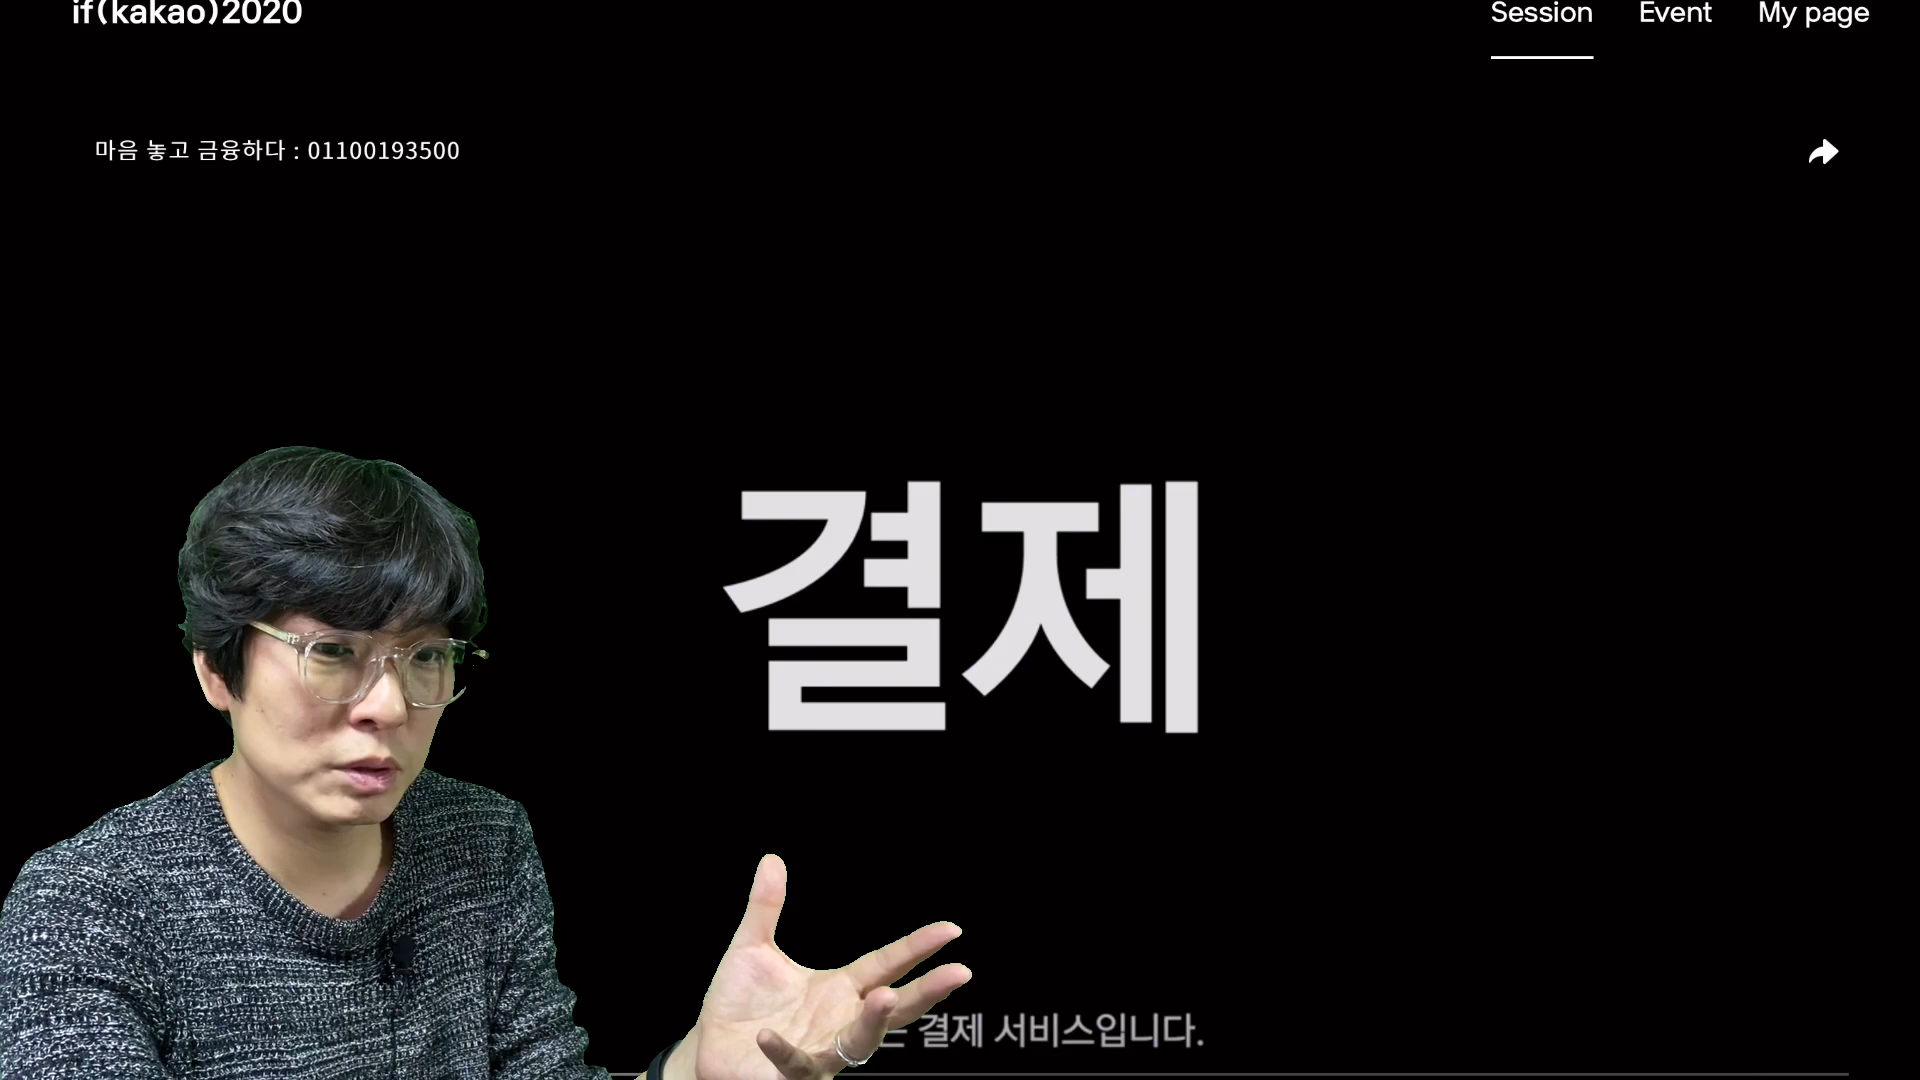 if(kakao)2020
Session Event My page
마음 놓고 금융하다 : 01100193500
결제
결제 서비스입니다.